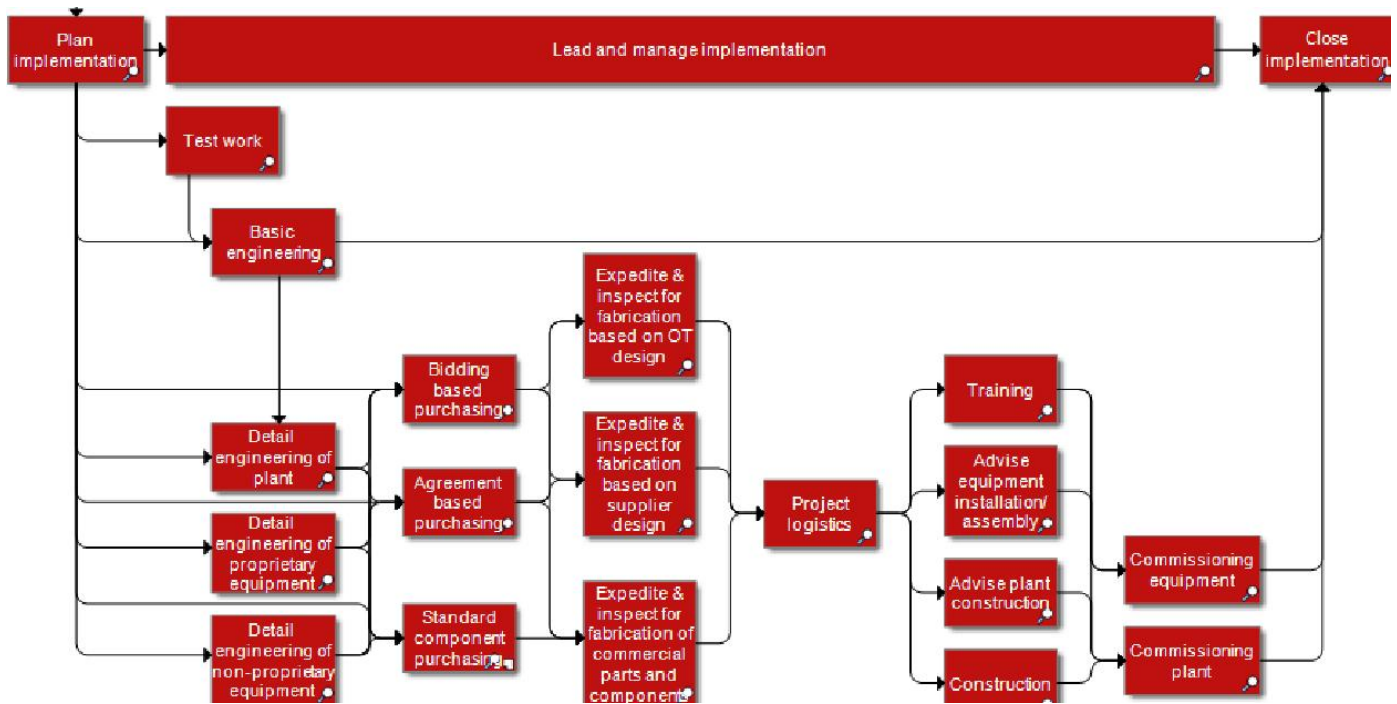 Plan
implementation
Lead and manage implementation
Close
implementation
Test work
Basic
engineering
Expedite &
inspect for
fabrication
based on OT
design
Bidding
based
purchasing
Training
Detail
engineering of
plant
Expedite &
inspect for
fabrication
based on
supplier
design
Advise
equipment
installation/
assembly
Agreement
based
purchasing
Project
logistics
Detail
engineering of
proprietary
equipment
Commissioning
equipment
Advise plant
construction
Expedite &
inspect for
fabrication of
commercial
parts and
components
Standard
component
purchasing
Detail
engineering of
non-proprietary
equipment
Commissioning
plant
Construction